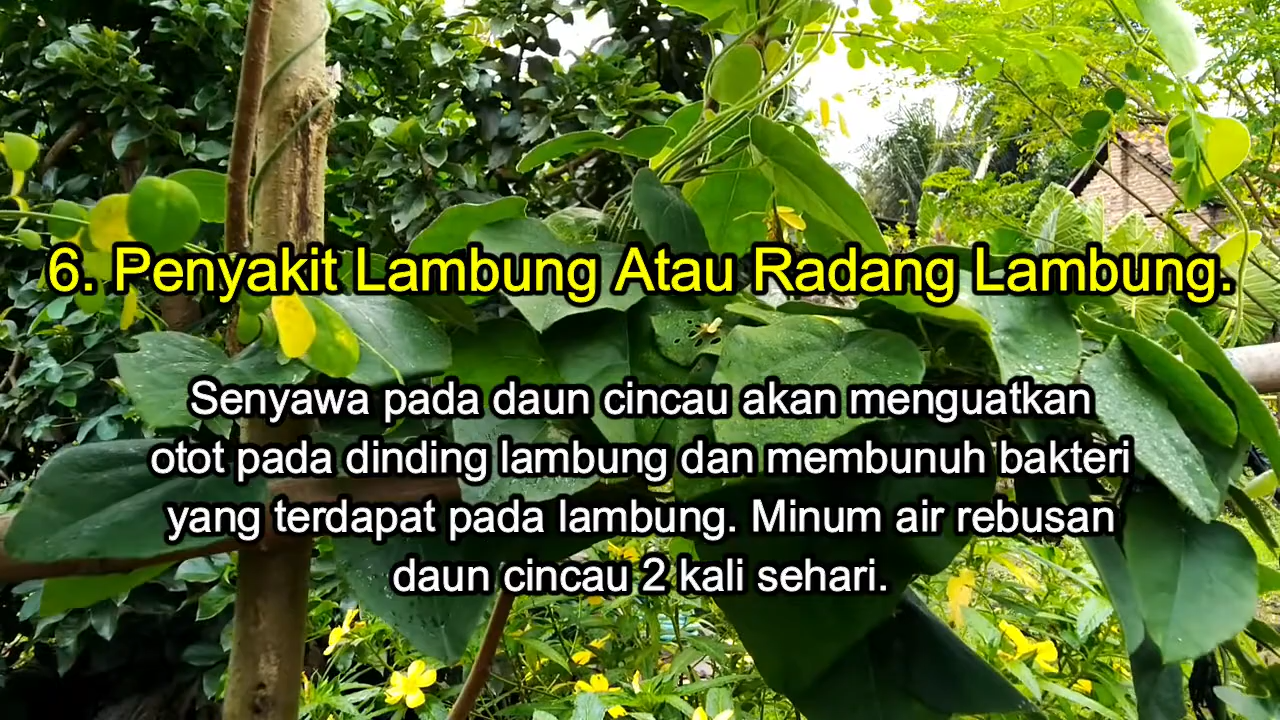 6. Penyakit Lambung Atau Radang Lambung.
Senyawa pada daun cincau akan menguatkan
otot pada dinding lambung dan membunuh bakteri
yang terdapat pada lambung. Minum air rebusan
daun cincau 2 kali sehari.